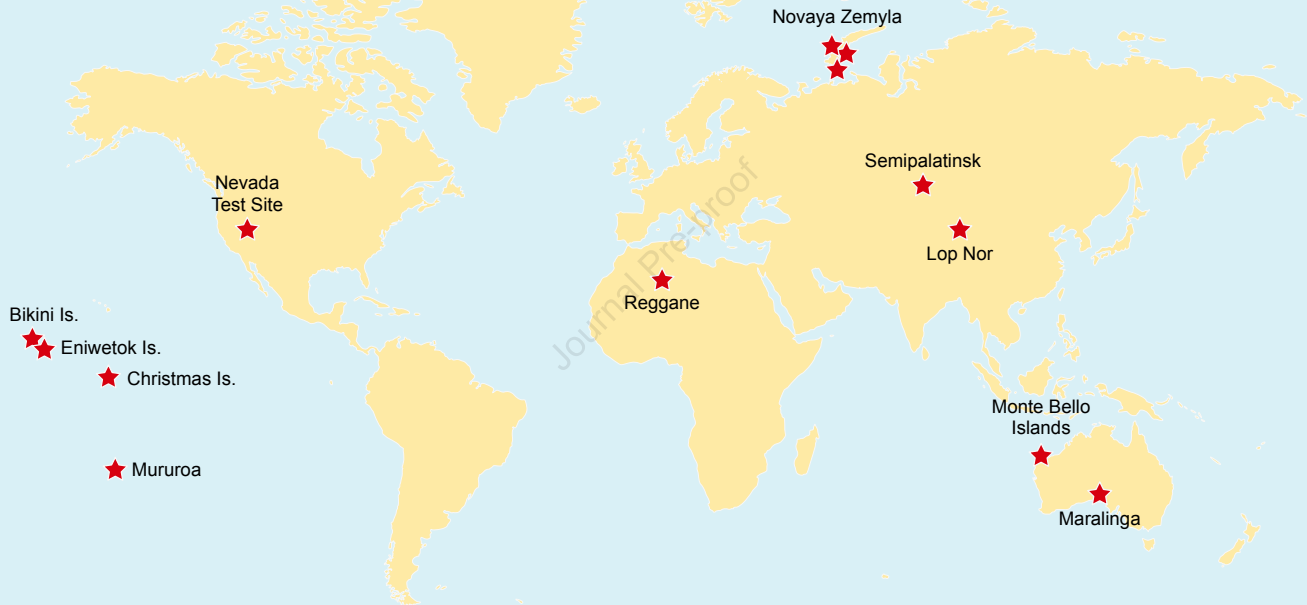 Novaya Zemyla
Semipalatinsk
Nevada
Test Site
Lop Nor
Reggane
Bikini Is.
Eniwetok Is.
Christmas Is.
Monte Bello
Islands
Mururoa
Maralinga
Journal Pre-proof